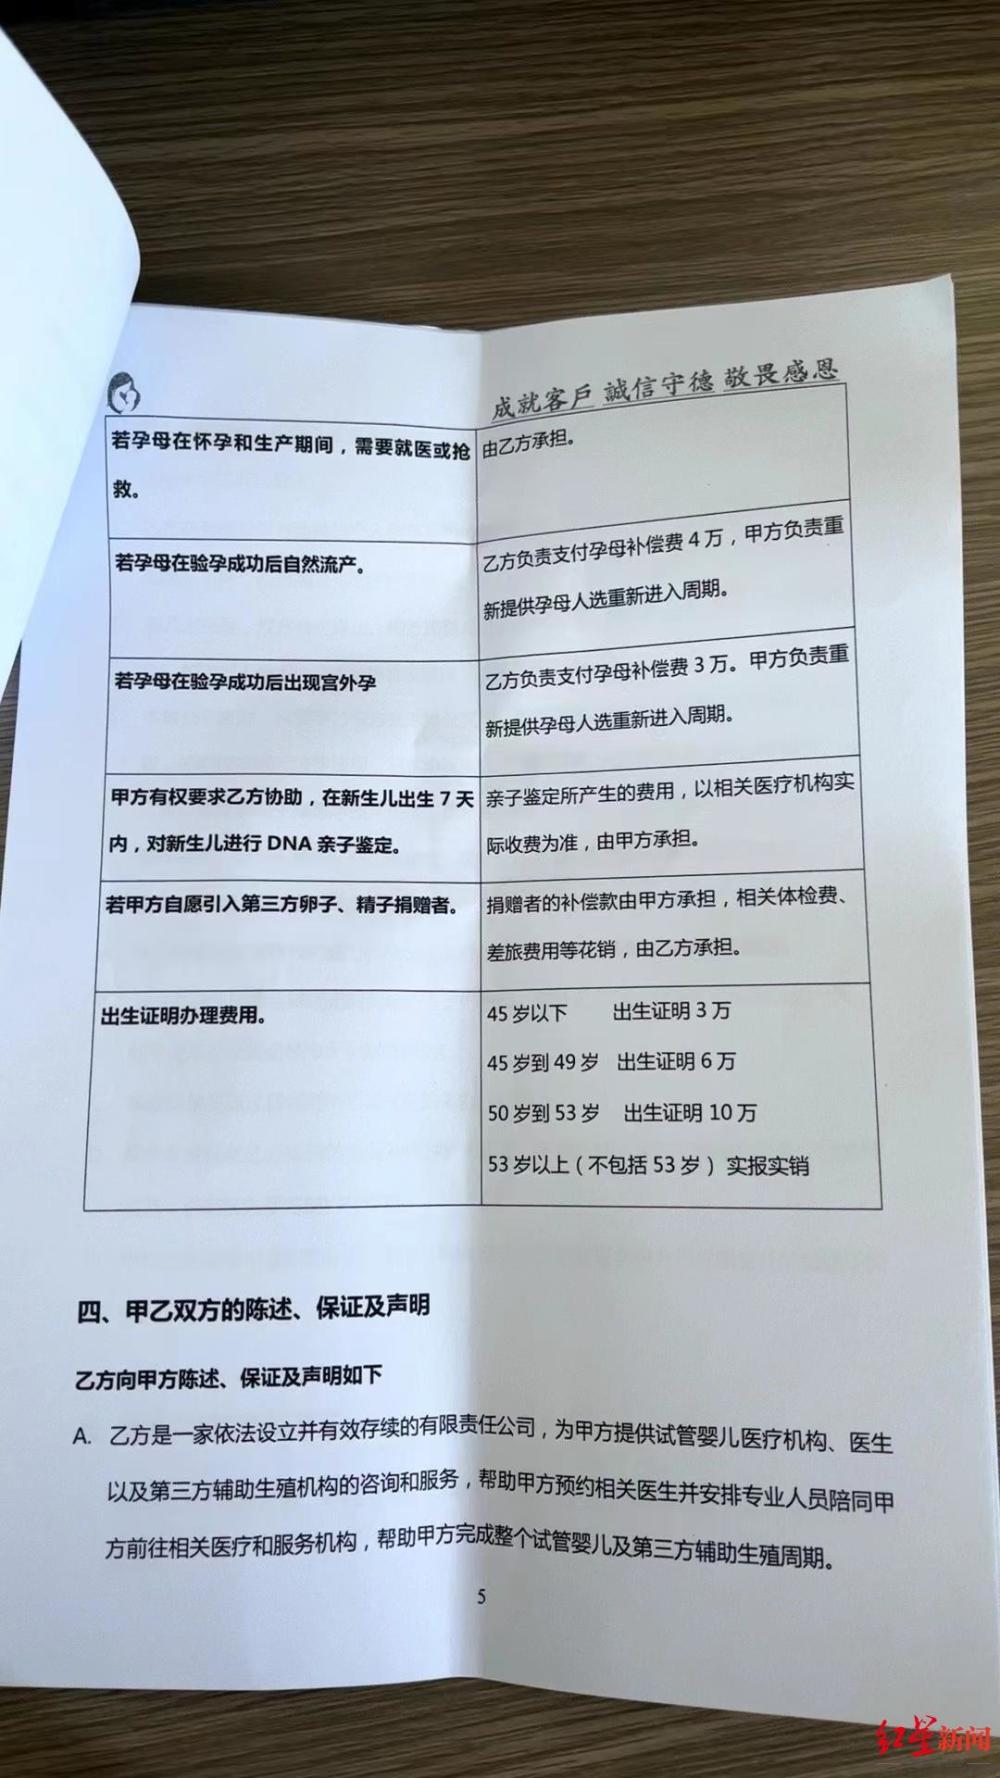 成就客戶 誠信守德 敬畏感恩
若孕母在怀孕和生产期间，需要就医或抢
救。
由乙方承担。
若孕母在验孕成功后自然流产。
乙方负责支付孕母补偿费 4 万，甲方负责重
新提供孕母人选重新进入周期。
若孕母在验孕成功后出现宫外孕
乙方负责支付孕母补偿费 3 万。甲方负责重
新提供孕母人选重新进入周期。
甲方有权要求乙方协助，在新生儿出生 7 天
内，对新生儿进行 DNA 亲子鉴定。
亲子鉴定所产生的费用，以相关医疗机构实
际收费为准，由甲方承担。
若甲方自愿引入第三方卵子、精子捐赠者。
捐赠者的补偿款由甲方承担，相关体检费、
差旅费用等花销，由乙方承担。
出生证明办理费用。
45 岁以下 出生证明 3 万
45 岁到 49 岁 出生证明 6 万
50 岁到 53 岁 出生证明 10 万
53 岁以上（不包括 53 岁） 实报实销
四、甲乙双方的陈述、保证及声明
乙方向甲方陈述、保证及声明如下
A. 乙方是一家依法设立并有效存续的有限责任公司，为甲方提供试管婴儿医疗机构、医生
以及第三方辅助生殖机构的咨询和服务，帮助甲方预约相关医生并安排专业人员陪同甲
方前往相关医疗和服务机构，帮助甲方完成整个试管婴儿及第三方辅助生殖周期。
5
红星新闻